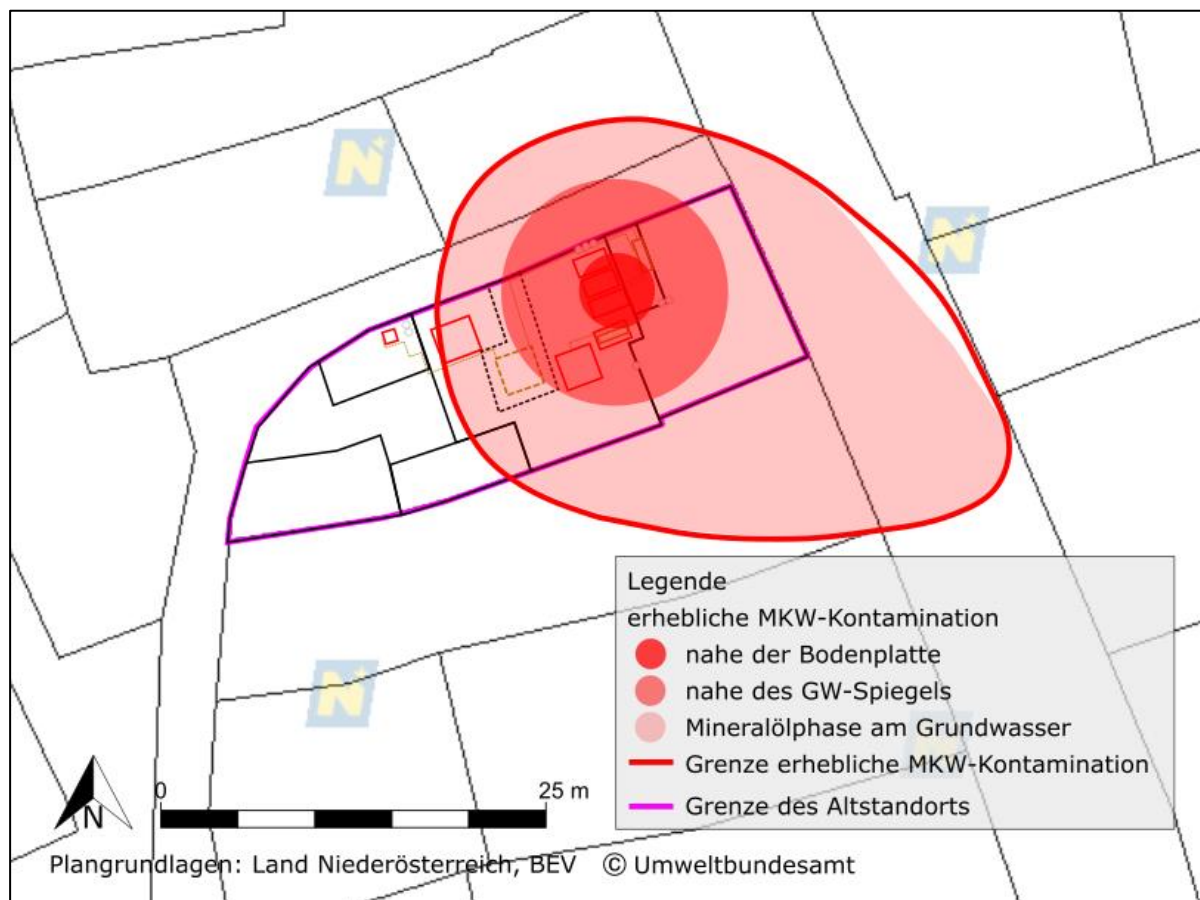 Legende
erhebliche MKW-Kontamination
nahe der Bodenplatte
nahe des GW-Spiegels
Mineralölphase am Grundwasser
Grenze erhebliche MKW-Kontamination
Grenze des Altstandorts
0 25 m
N
Plangrundlagen: Land Niederösterreich, BEV © Umweltbundesamt
N
N
N